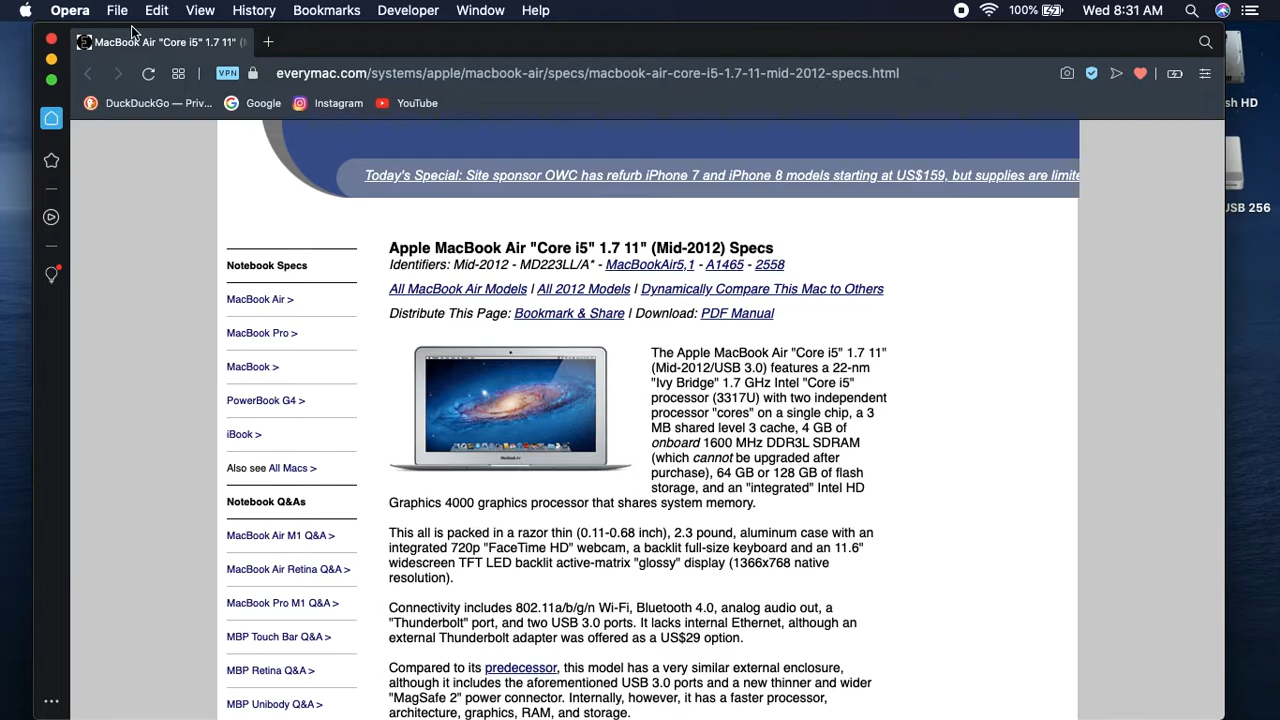 Opera File Edit View History Bookmarks Developer Window Help 100% Wed 8:31 AM
MacBook Air "Core i5" 1.7 11" (M
VPN everymac.com/systems/apple/macbook-air/specs/macbook-air-core-i5-1.7-11-mid-2012-specs.html
DuckDuckGo — Priv... Google Instagram YouTube
sh HD
USB 256
Today's Special: Site sponsor OWC has refurb iPhone 7 and iPhone 8 models starting at US$159, but supplies are limite
Notebook Specs
MacBook Air >
MacBook Pro >
MacBook >
PowerBook G4 >
iBook >
Also see All Macs >
Notebook Q&As
MacBook Air M1 Q&A >
MacBook Air Retina Q&A >
MacBook Pro M1 Q&A >
MBP Touch Bar Q&A >
MBP Retina Q&A >
MBP Unibody Q&A >
Apple MacBook Air "Core i5" 1.7 11" (Mid-2012) Specs
Identifiers: Mid-2012 - MD223LL/A* - MacBookAir5,1 - A1465 - 2558
All MacBook Air Models | All 2012 Models | Dynamically Compare This Mac to Others
Distribute This Page: Bookmark & Share | Download: PDF Manual
The Apple MacBook Air "Core i5" 1.7 11"
(Mid-2012/USB 3.0) features a 22-nm
"Ivy Bridge" 1.7 GHz Intel "Core i5"
processor (3317U) with two independent
processor "cores" on a single chip, a 3
MB shared level 3 cache, 4 GB of
onboard 1600 MHz DDR3L SDRAM
(which cannot be upgraded after
purchase), 64 GB or 128 GB of flash
storage, and an "integrated" Intel HD
Graphics 4000 graphics processor that shares system memory.
This all is packed in a razor thin (0.11-0.68 inch), 2.3 pound, aluminum case with an
integrated 720p "FaceTime HD" webcam, a backlit full-size keyboard and an 11.6"
widescreen TFT LED backlit active-matrix "glossy" display (1366x768 native
resolution).
Connectivity includes 802.11a/b/g/n Wi-Fi, Bluetooth 4.0, analog audio out, a
"Thunderbolt" port, and two USB 3.0 ports. It lacks internal Ethernet, although an
external Thunderbolt adapter was offered as a US$29 option.
Compared to its predecessor, this model has a very similar external enclosure,
although it includes the aforementioned USB 3.0 ports and a new thinner and wider
"MagSafe 2" power connector. Internally, however, it has a faster processor,
architecture, graphics, RAM, and storage.